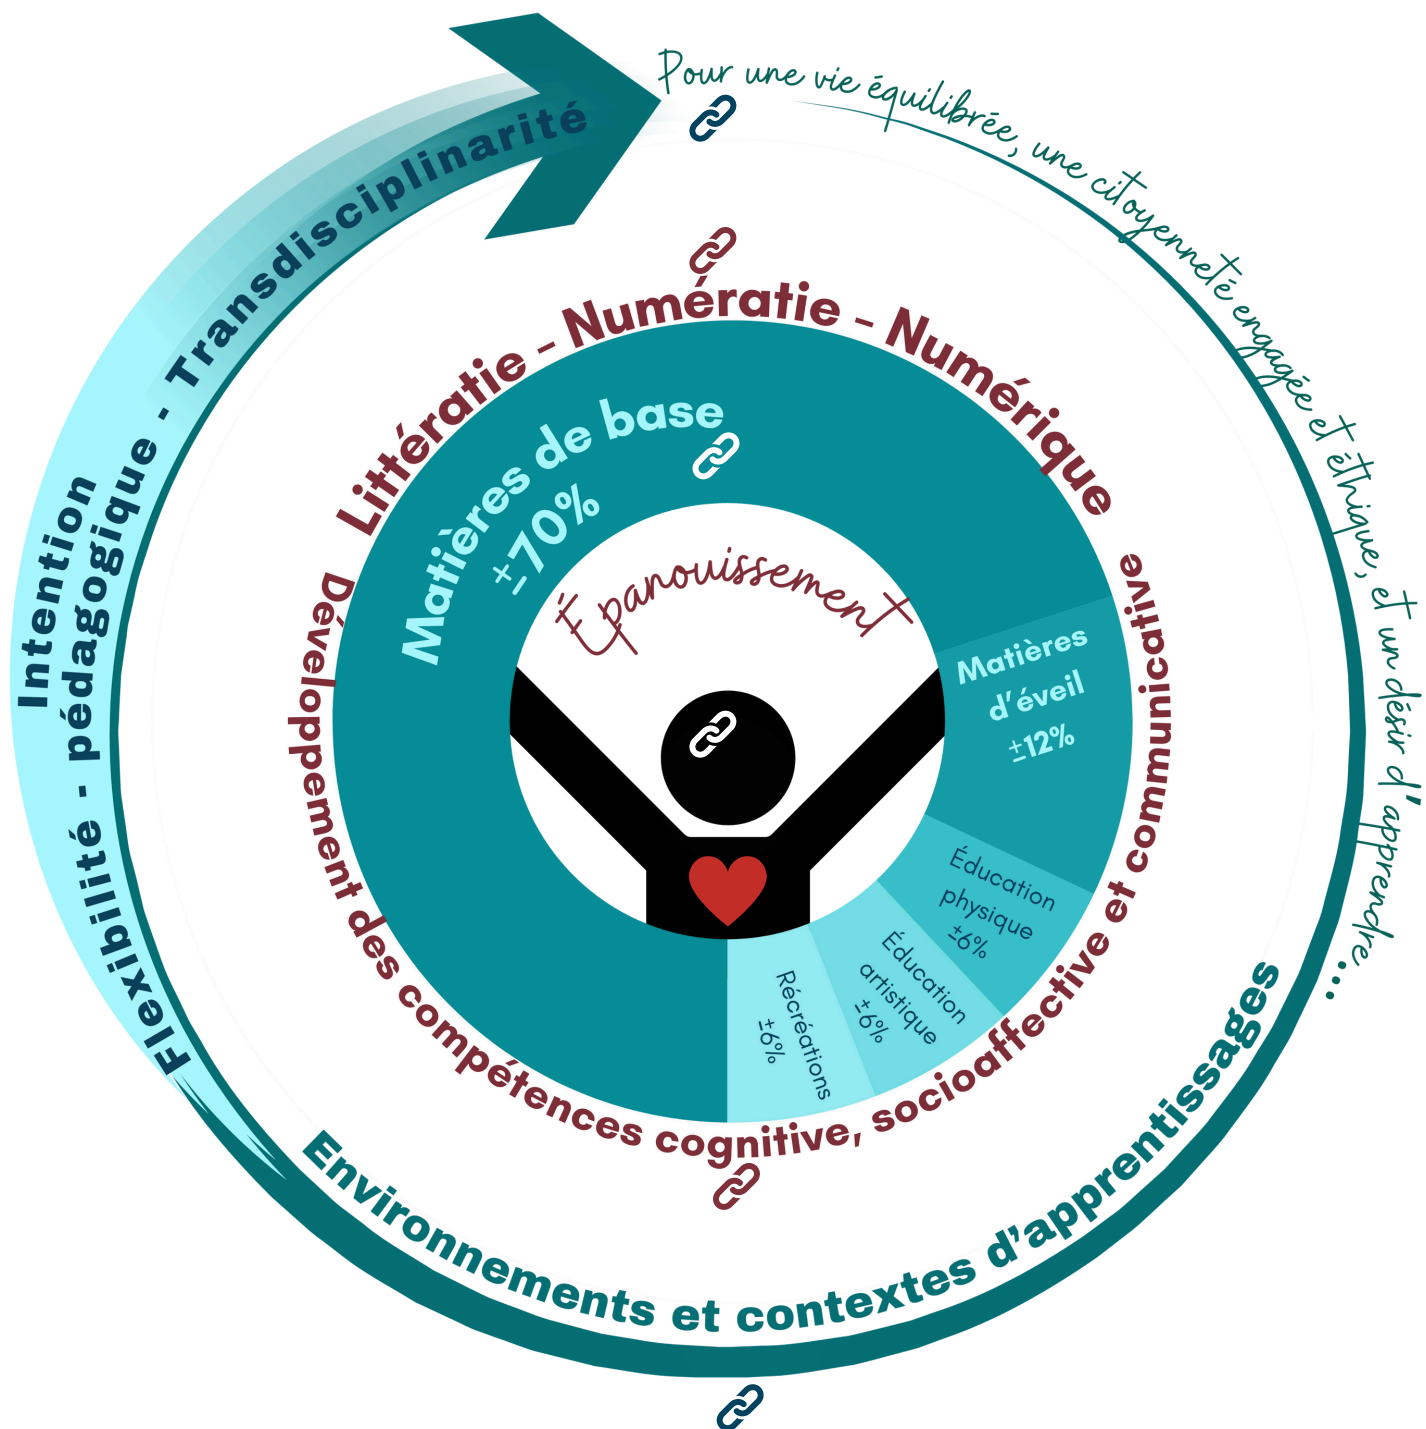 Pour une vie équilibrée, une citoyenneté engagée et éthique, et un désir d'apprendre...
Flexibilité - pédagogique - Transdisciplinarité
Intention
Littératie - Numératie - Numérique
Matières de base
±70%
Épanouissement
Matières
d'éveil
±12%
Éducation
physique
±6%
Éducation
artistique
±6%
Récréations
±6%
Développement des compétences cognitive, socioaffective et communicative
Environnements et contextes d'apprentissages